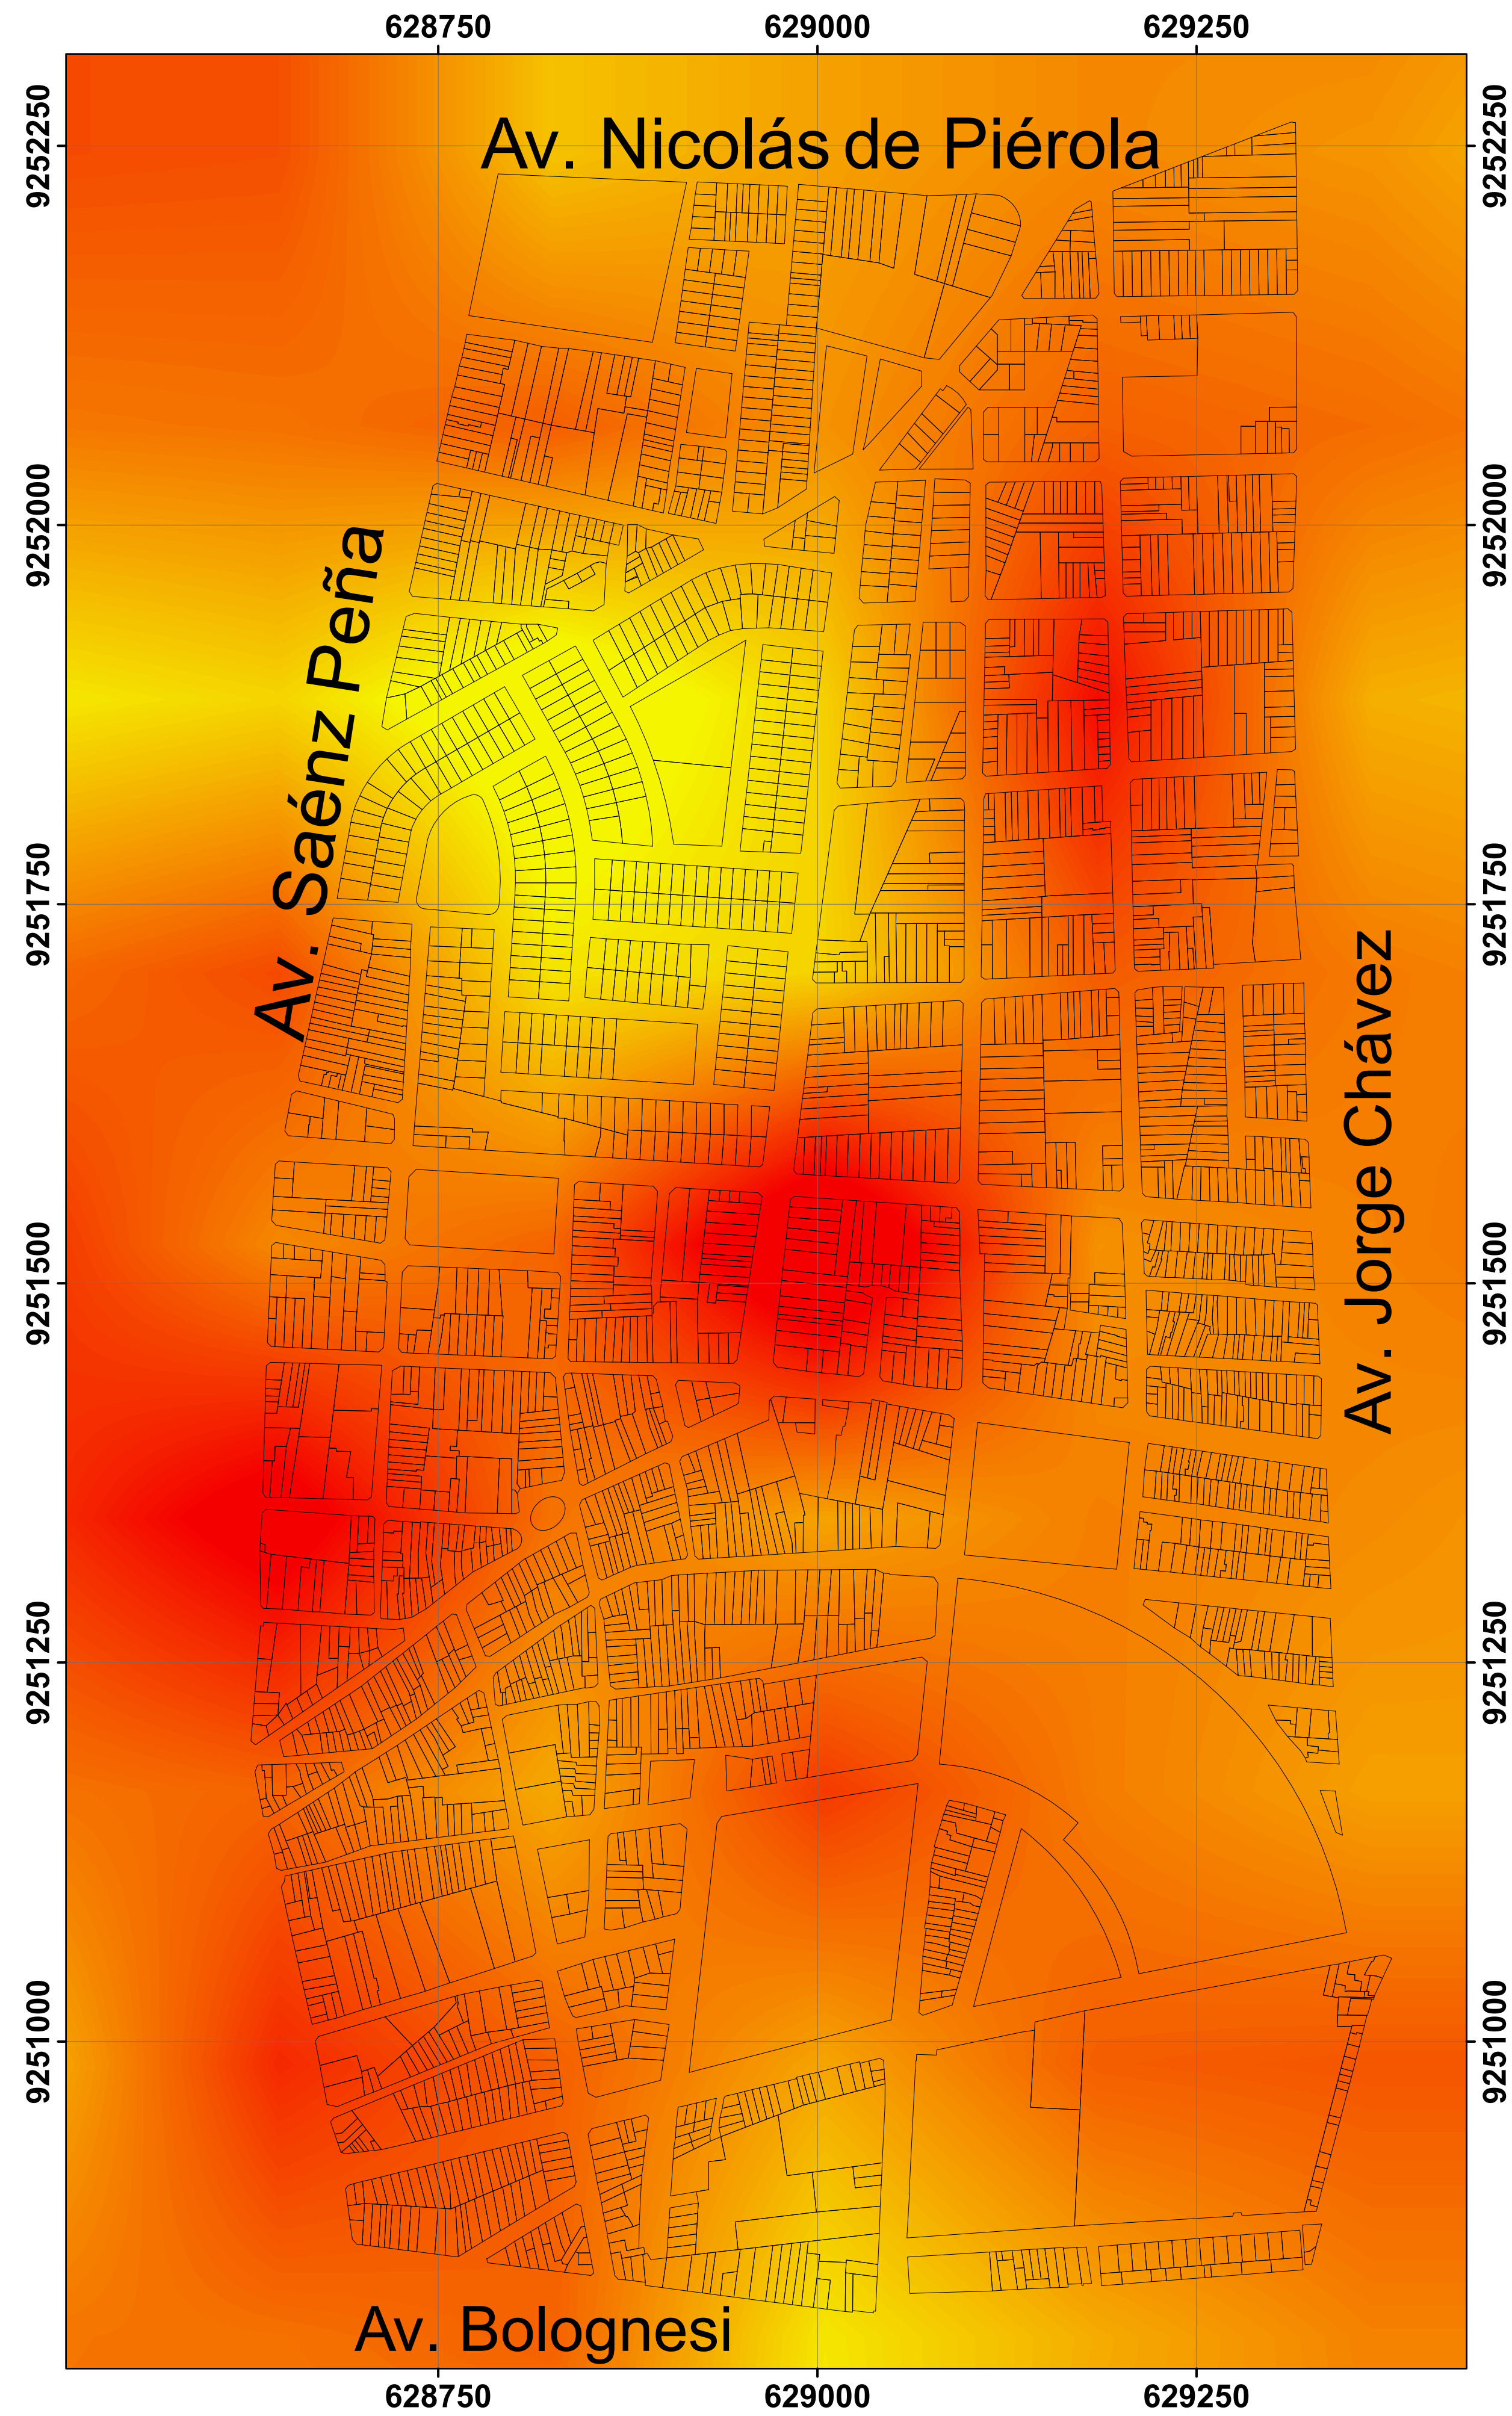 628750 629000 629250
9252250 9252250
Av. Nicolás de Piérola
9252000 9252000
Av. Saénz Peña
9251750 9251750
Av. Jorge Chávez
9251500 9251500
9251250 9251250
9251000 9251000
Av. Bolognesi
628750 629000 629250